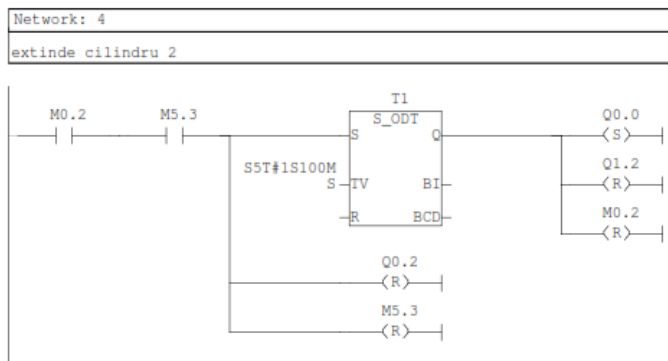 Network: 4
extinde cilindru 2
M0.2 M5.3 T1 Q0.0
S_ODT
S Q (S)
S5T#1S100M Q1.2
S TV BI (R)
R BCD M0.2
(R)
Q0.2
(R)
M5.3
(R)